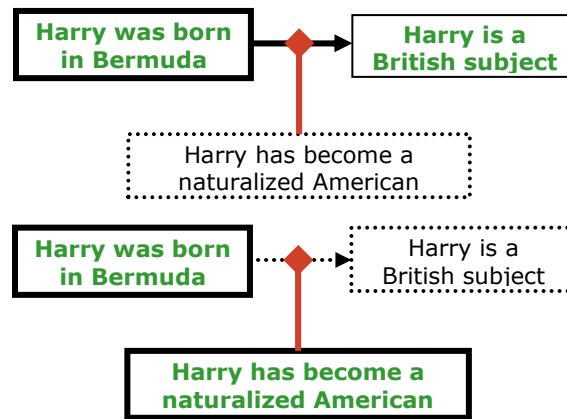 Harry was born
in Bermuda
Harry is a
British subject
Harry has become a
naturalized American
Harry was born
in Bermuda
Harry is a
British subject
Harry has become a
naturalized American